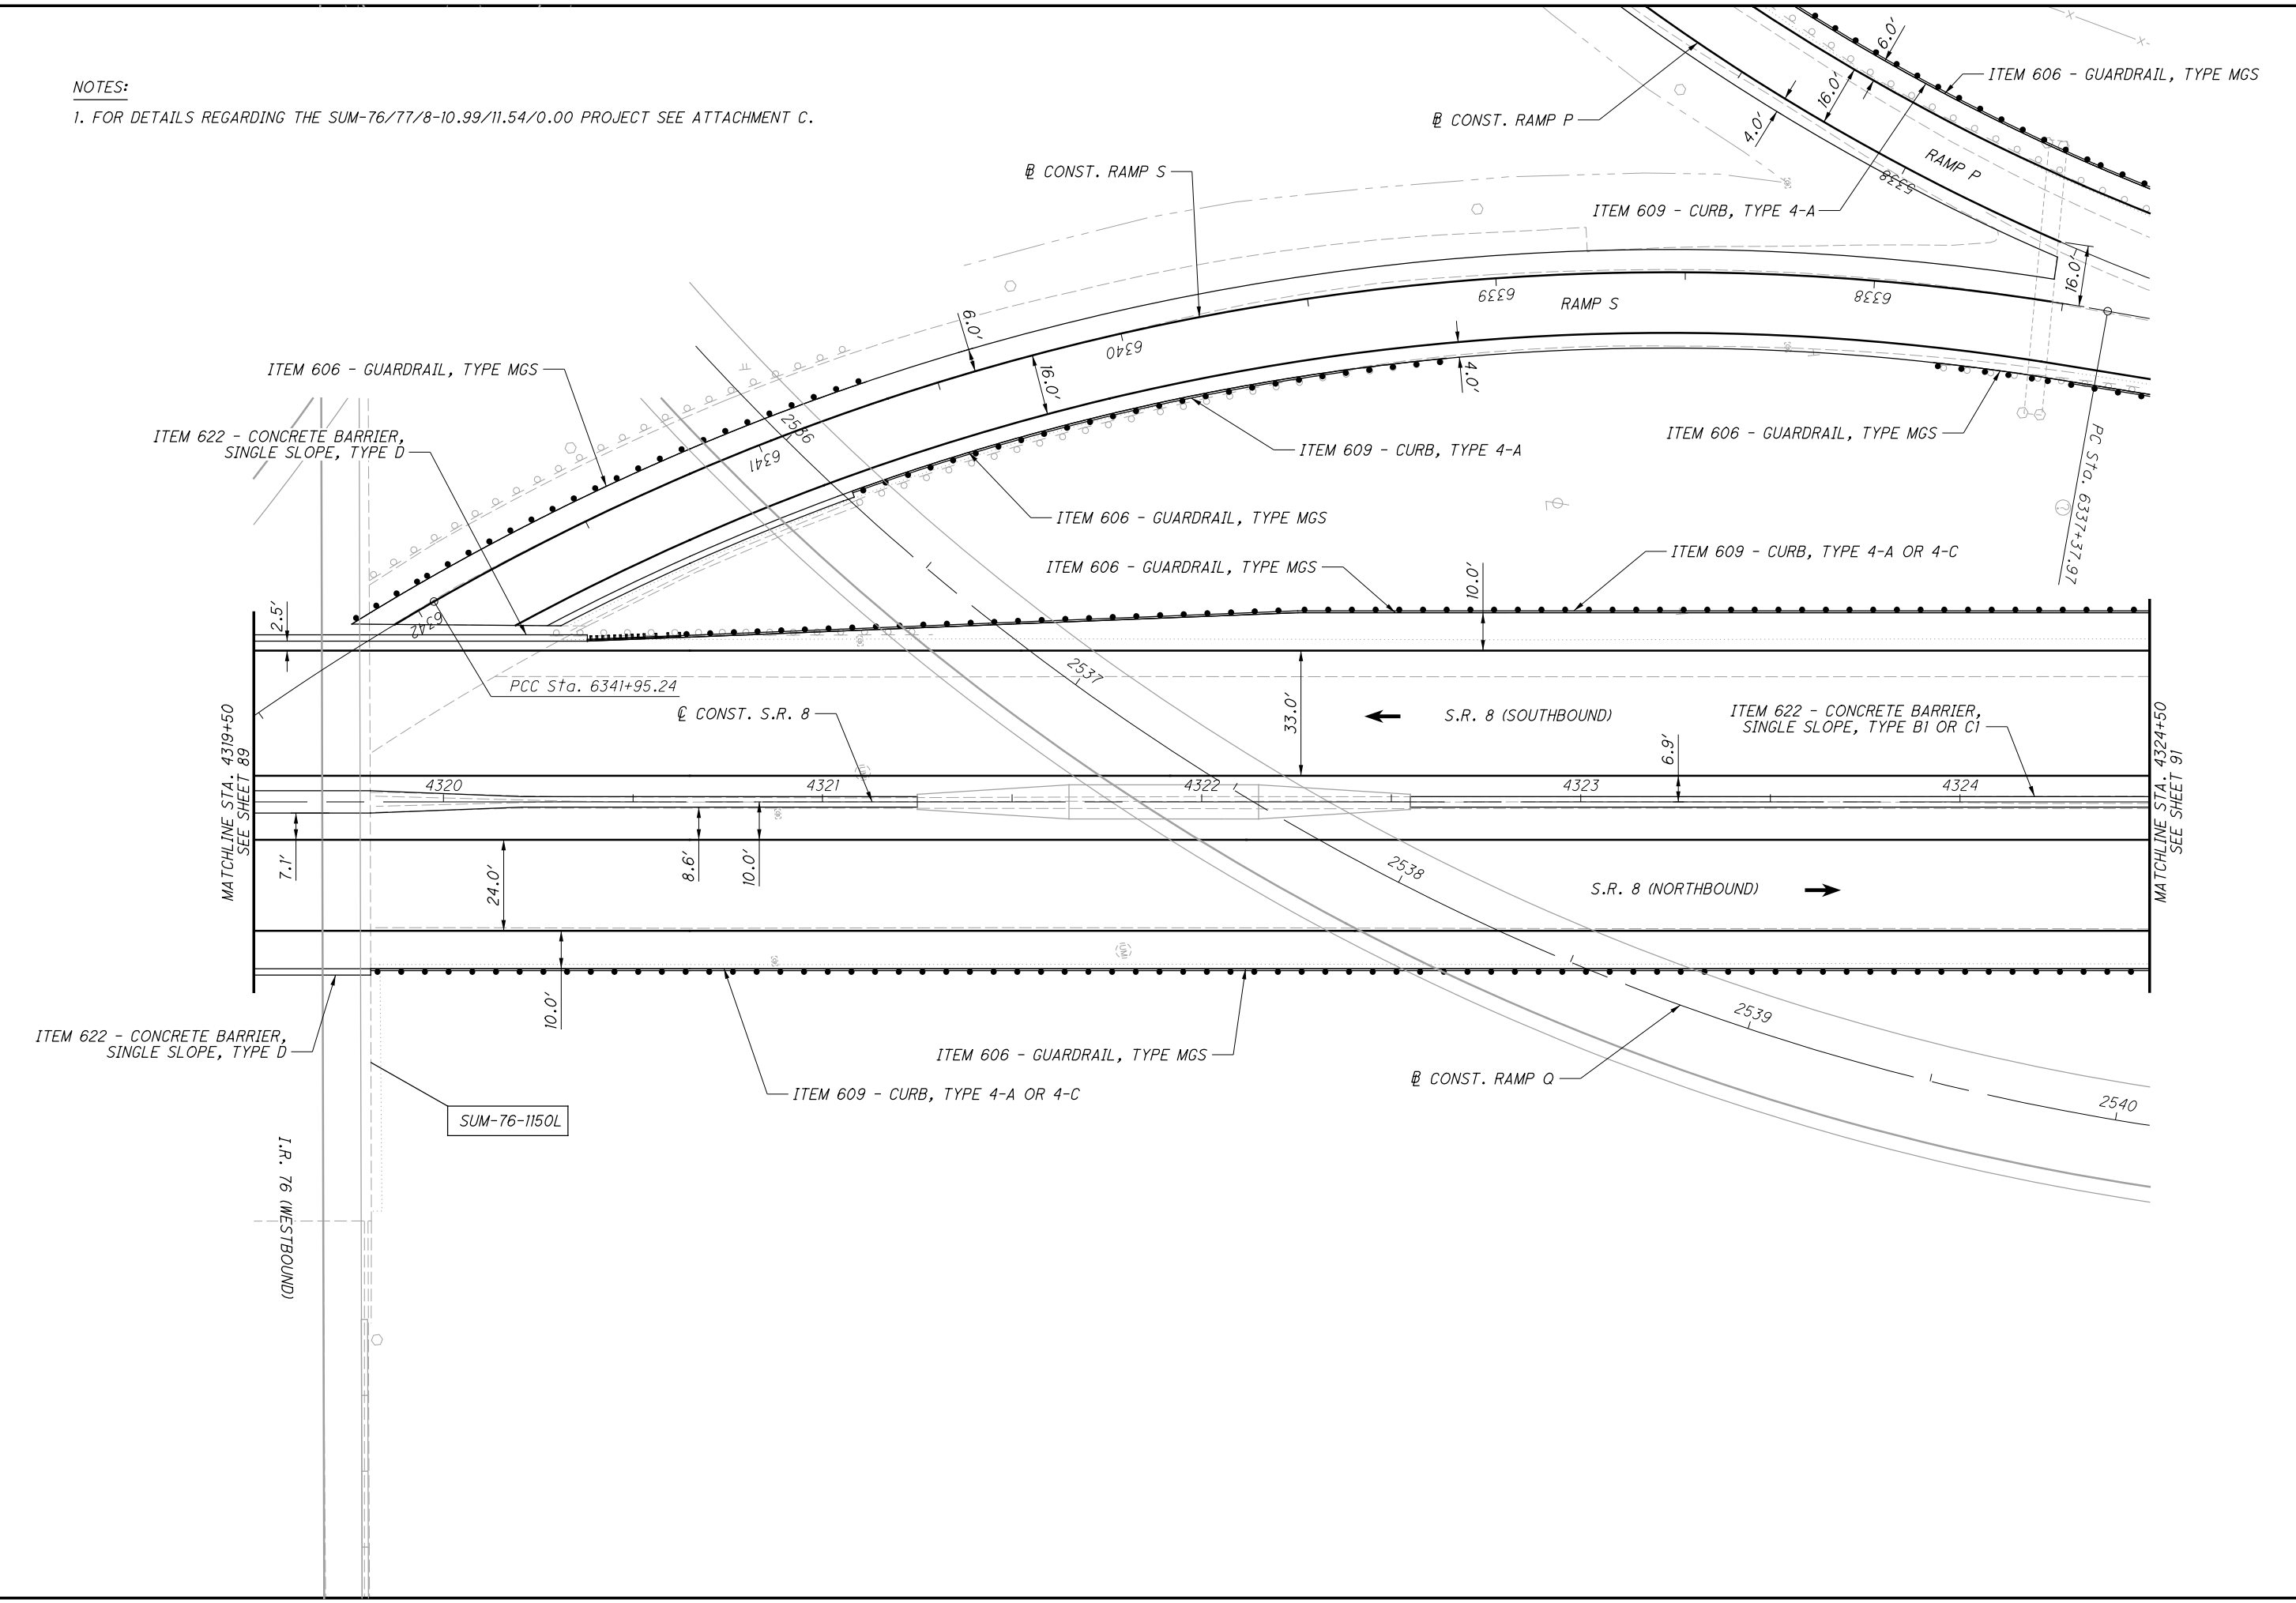 NOTES:
1. FOR DETAILS REGARDING THE SUM-76/77/8-10.99/11.54/0.00 PROJECT SEE ATTACHMENT C.
6.0'
ITEM 606 - GUARDRAIL, TYPE MGS
16.0'
℄ CONST. RAMP P
4.0'
RAMP P
6338
℄ CONST. RAMP S
ITEM 609 - CURB, TYPE 4-A
16.0'
6339
RAMP S
6338
6.0'
6340
ITEM 606 - GUARDRAIL, TYPE MGS
16.0'
4.0'
2536
6341
ITEM 622 - CONCRETE BARRIER,
SINGLE SLOPE, TYPE D
ITEM 609 - CURB, TYPE 4-A
ITEM 606 - GUARDRAIL, TYPE MGS
PC Sta. 6337+37.97
ITEM 606 - GUARDRAIL, TYPE MGS
ITEM 609 - CURB, TYPE 4-A OR 4-C
ITEM 606 - GUARDRAIL, TYPE MGS
10.0'
2.5'
6342
2537
PCC Sta. 6341+95.24
℄ CONST. S.R. 8
33.0'
S.R. 8 (SOUTHBOUND)
ITEM 622 - CONCRETE BARRIER,
SINGLE SLOPE, TYPE B1 OR C1
6.9'
MATCHLINE STA. 4319+50
SEE SHEET 89
4320
4321
4322
4323
4324
MATCHLINE STA. 4324+50
SEE SHEET 91
7.1'
8.6'
10.0'
24.0'
2538
S.R. 8 (NORTHBOUND)
10.0'
2539
ITEM 622 - CONCRETE BARRIER,
SINGLE SLOPE, TYPE D
ITEM 606 - GUARDRAIL, TYPE MGS
℄ CONST. RAMP Q
ITEM 609 - CURB, TYPE 4-A OR 4-C
2540
SUM-76-1150L
I.R. 76 (WESTBOUND)